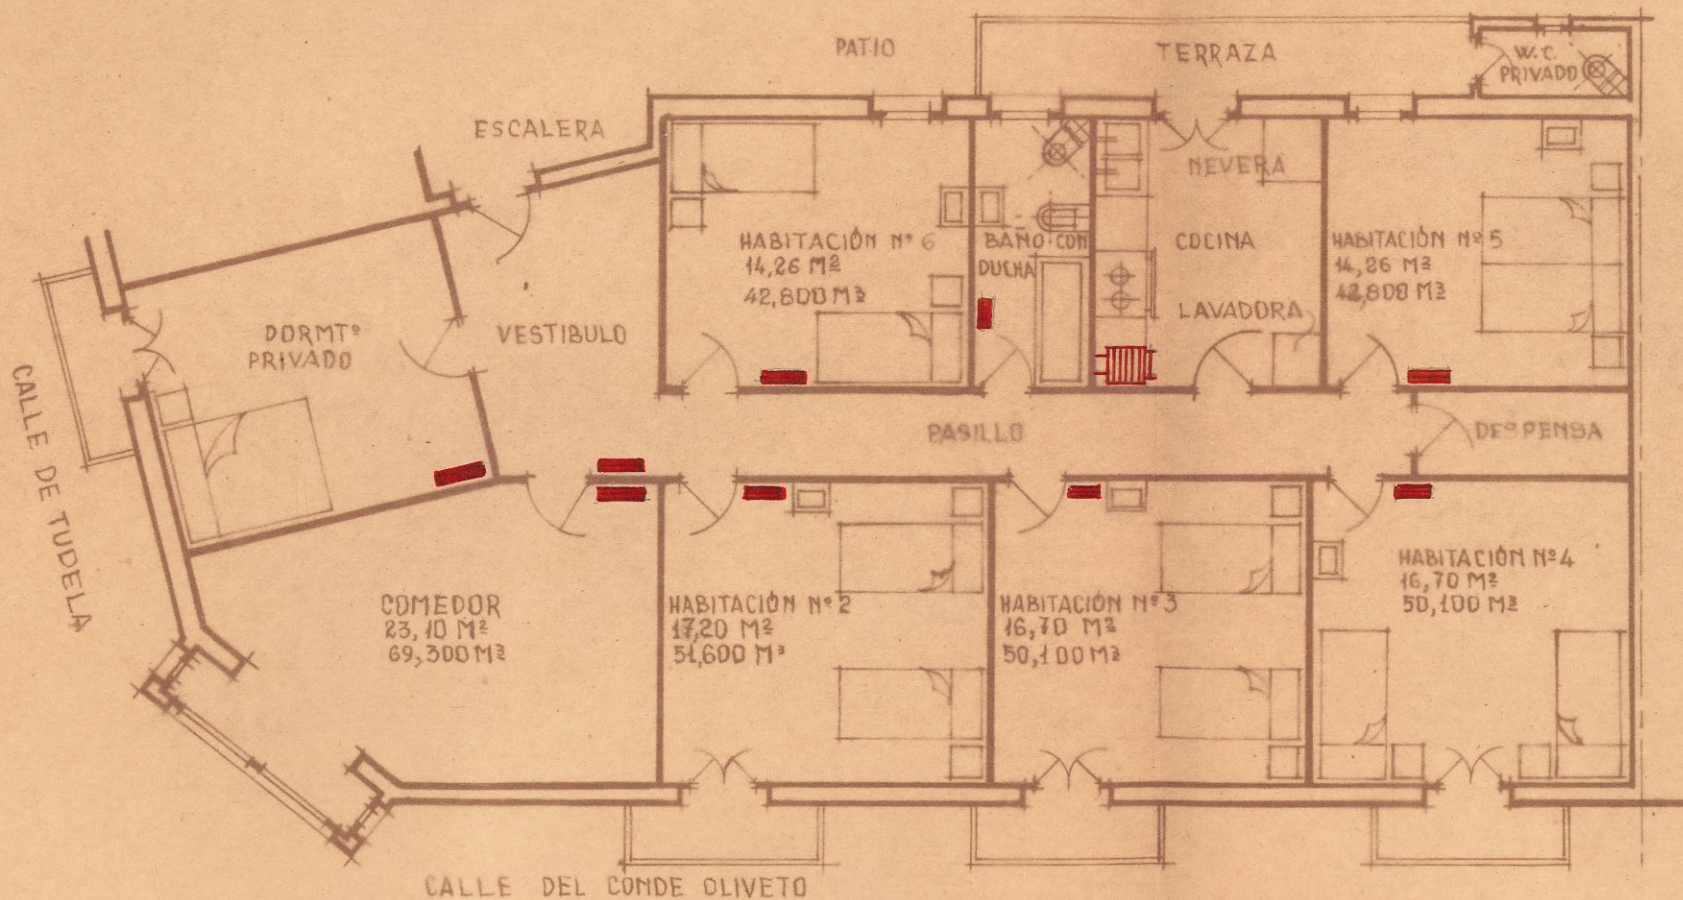 PATIO
TERRAZA
W.C.
PRIVADO
ESCALERA
NEVERA
HABITACIÓN Nº 6
14,26 M2
42,800 M3
BAÑO CON
DUCHA
COCINA
HABITACIÓN Nº 5
14,26 M2
42,800 M3
LAVADORA
DORMTº
PRIVADO
VESTIBULO
CALLE DE TUDELA
PASILLO
DESPENSA
COMEDOR
23,10 M2
69,300 M3
HABITACIÓN Nº 2
17,20 M2
51,600 M3
HABITACIÓN Nº 3
16,70 M2
50,100 M3
HABITACIÓN Nº 4
16,70 M2
50,100 M3
CALLE DEL CONDE OLIVETO